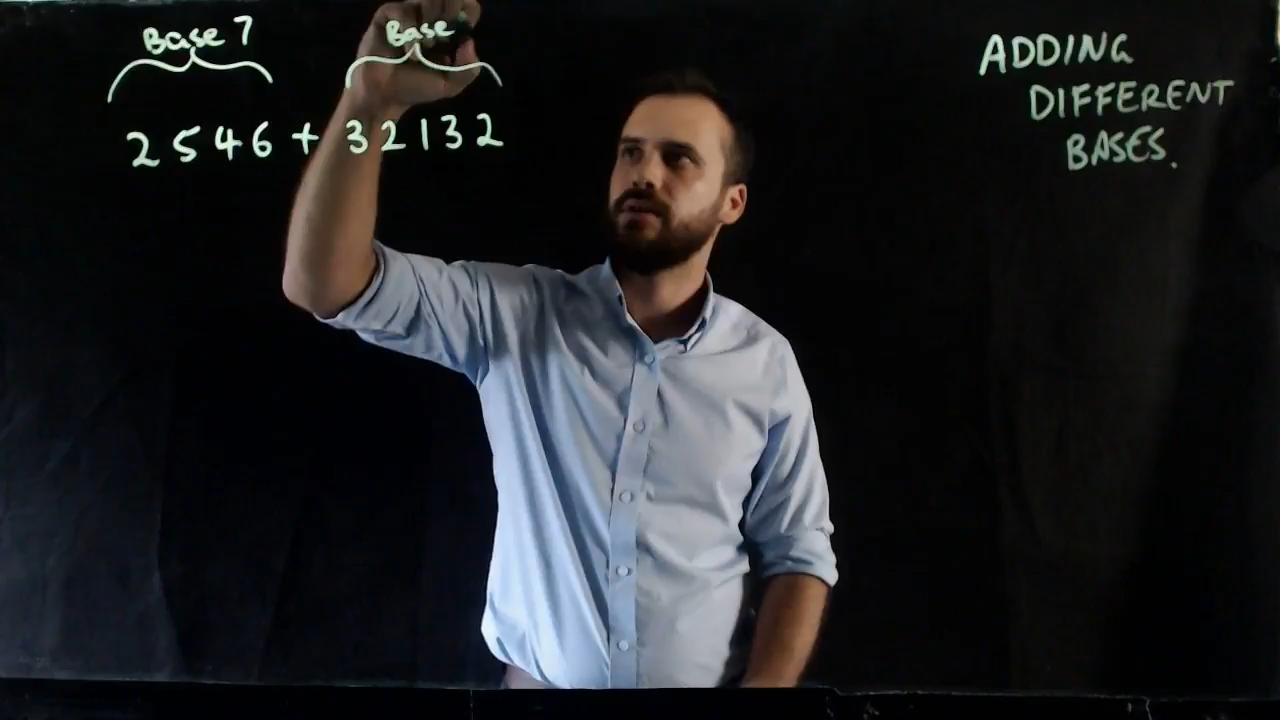 Base 7 Base
2546 + 32132
ADDING
DIFFERENT
BASES.